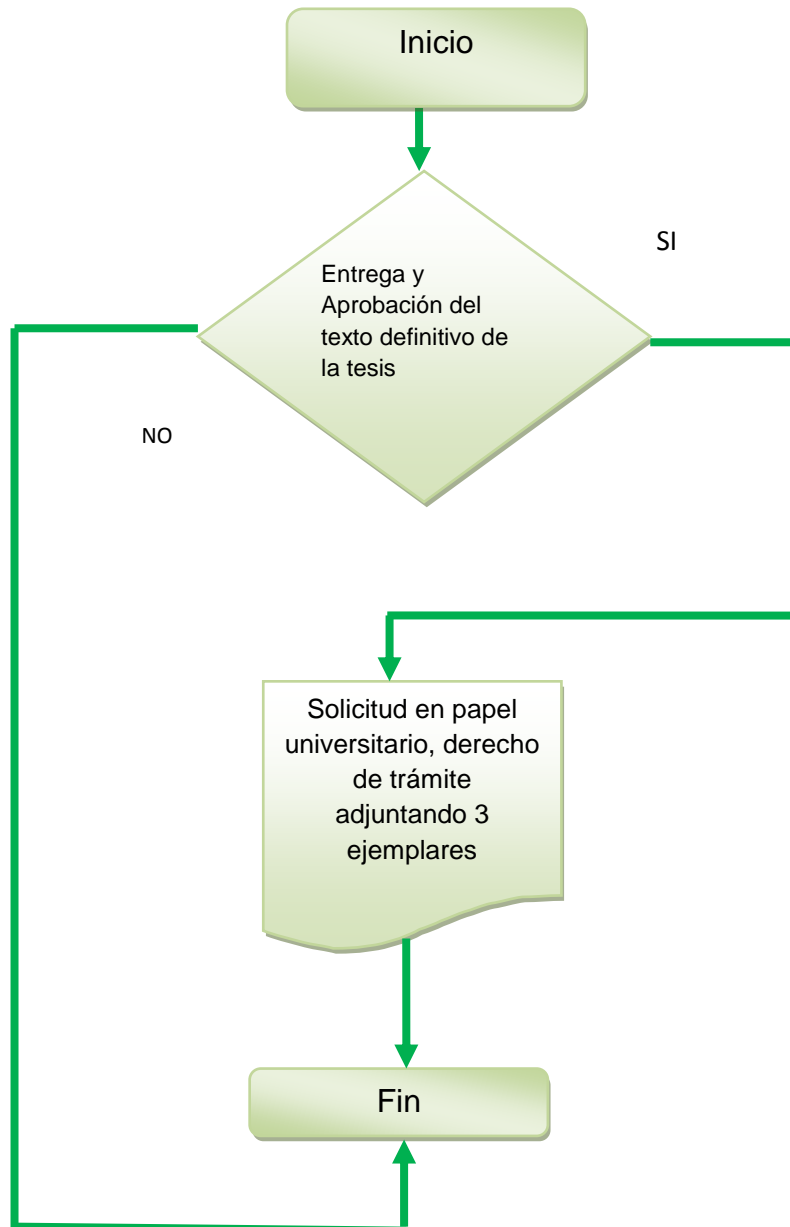 Inicio
SI
Entrega y
Aprobación del
texto definitivo de
la tesis
NO
Solicitud en papel
universitario, derecho
de trámite
adjuntando 3
ejemplares
Fin